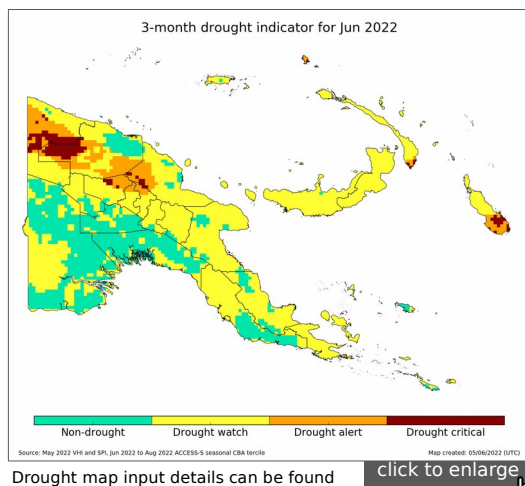 3-month drought indicator for Jun 2022
Non-drought Drought watch Drought alert Drought critical
Source: May 2022 VHI and SPI, Jun 2022 to Aug 2022 ACCESS-S seasonal CBA tercile Map created: 05/06/2022 (UTC)
Drought map input details can be found
click to enlarge